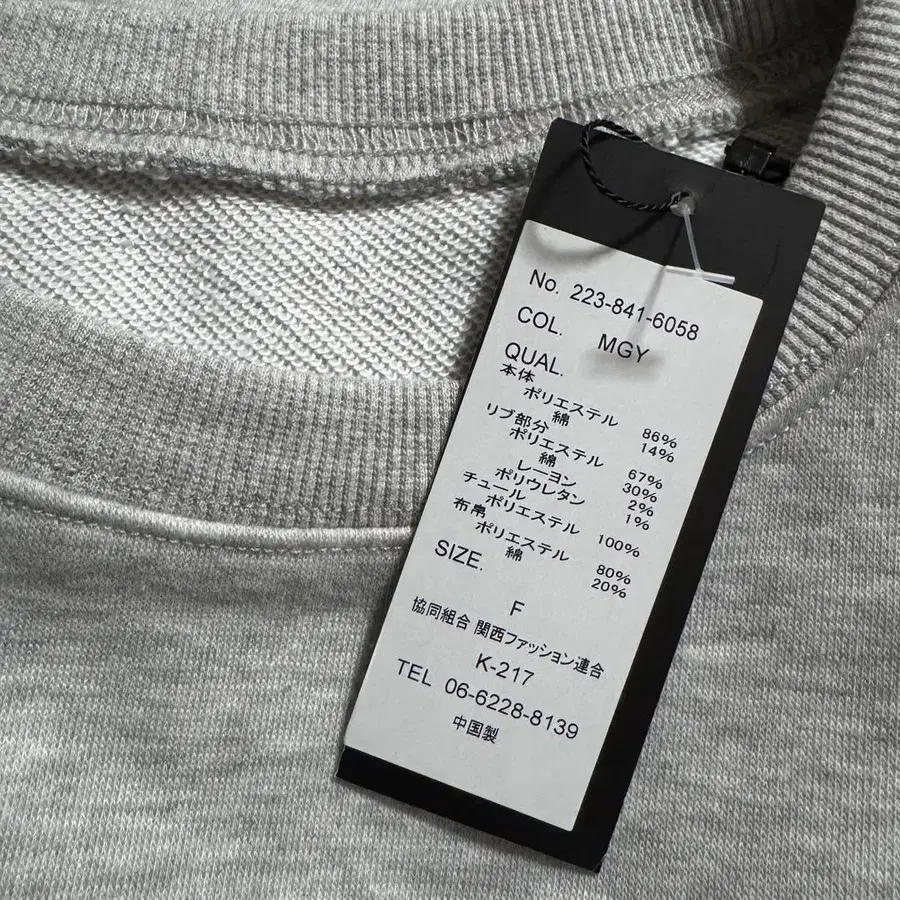 No. 223-841-6058
COL. MGY
QUAL.
本体
ポリエステル 86%
綿 14%
リブ部分
ポリエステル 67%
綿 30%
レーヨン 2%
ポリウレタン 1%
チュール
ポリエステル 100%
布帛
ポリエステル 80%
綿 20%
SIZE.
F
協同組合 関西ファッション連合
K-217
TEL 06-6228-8139
中国製